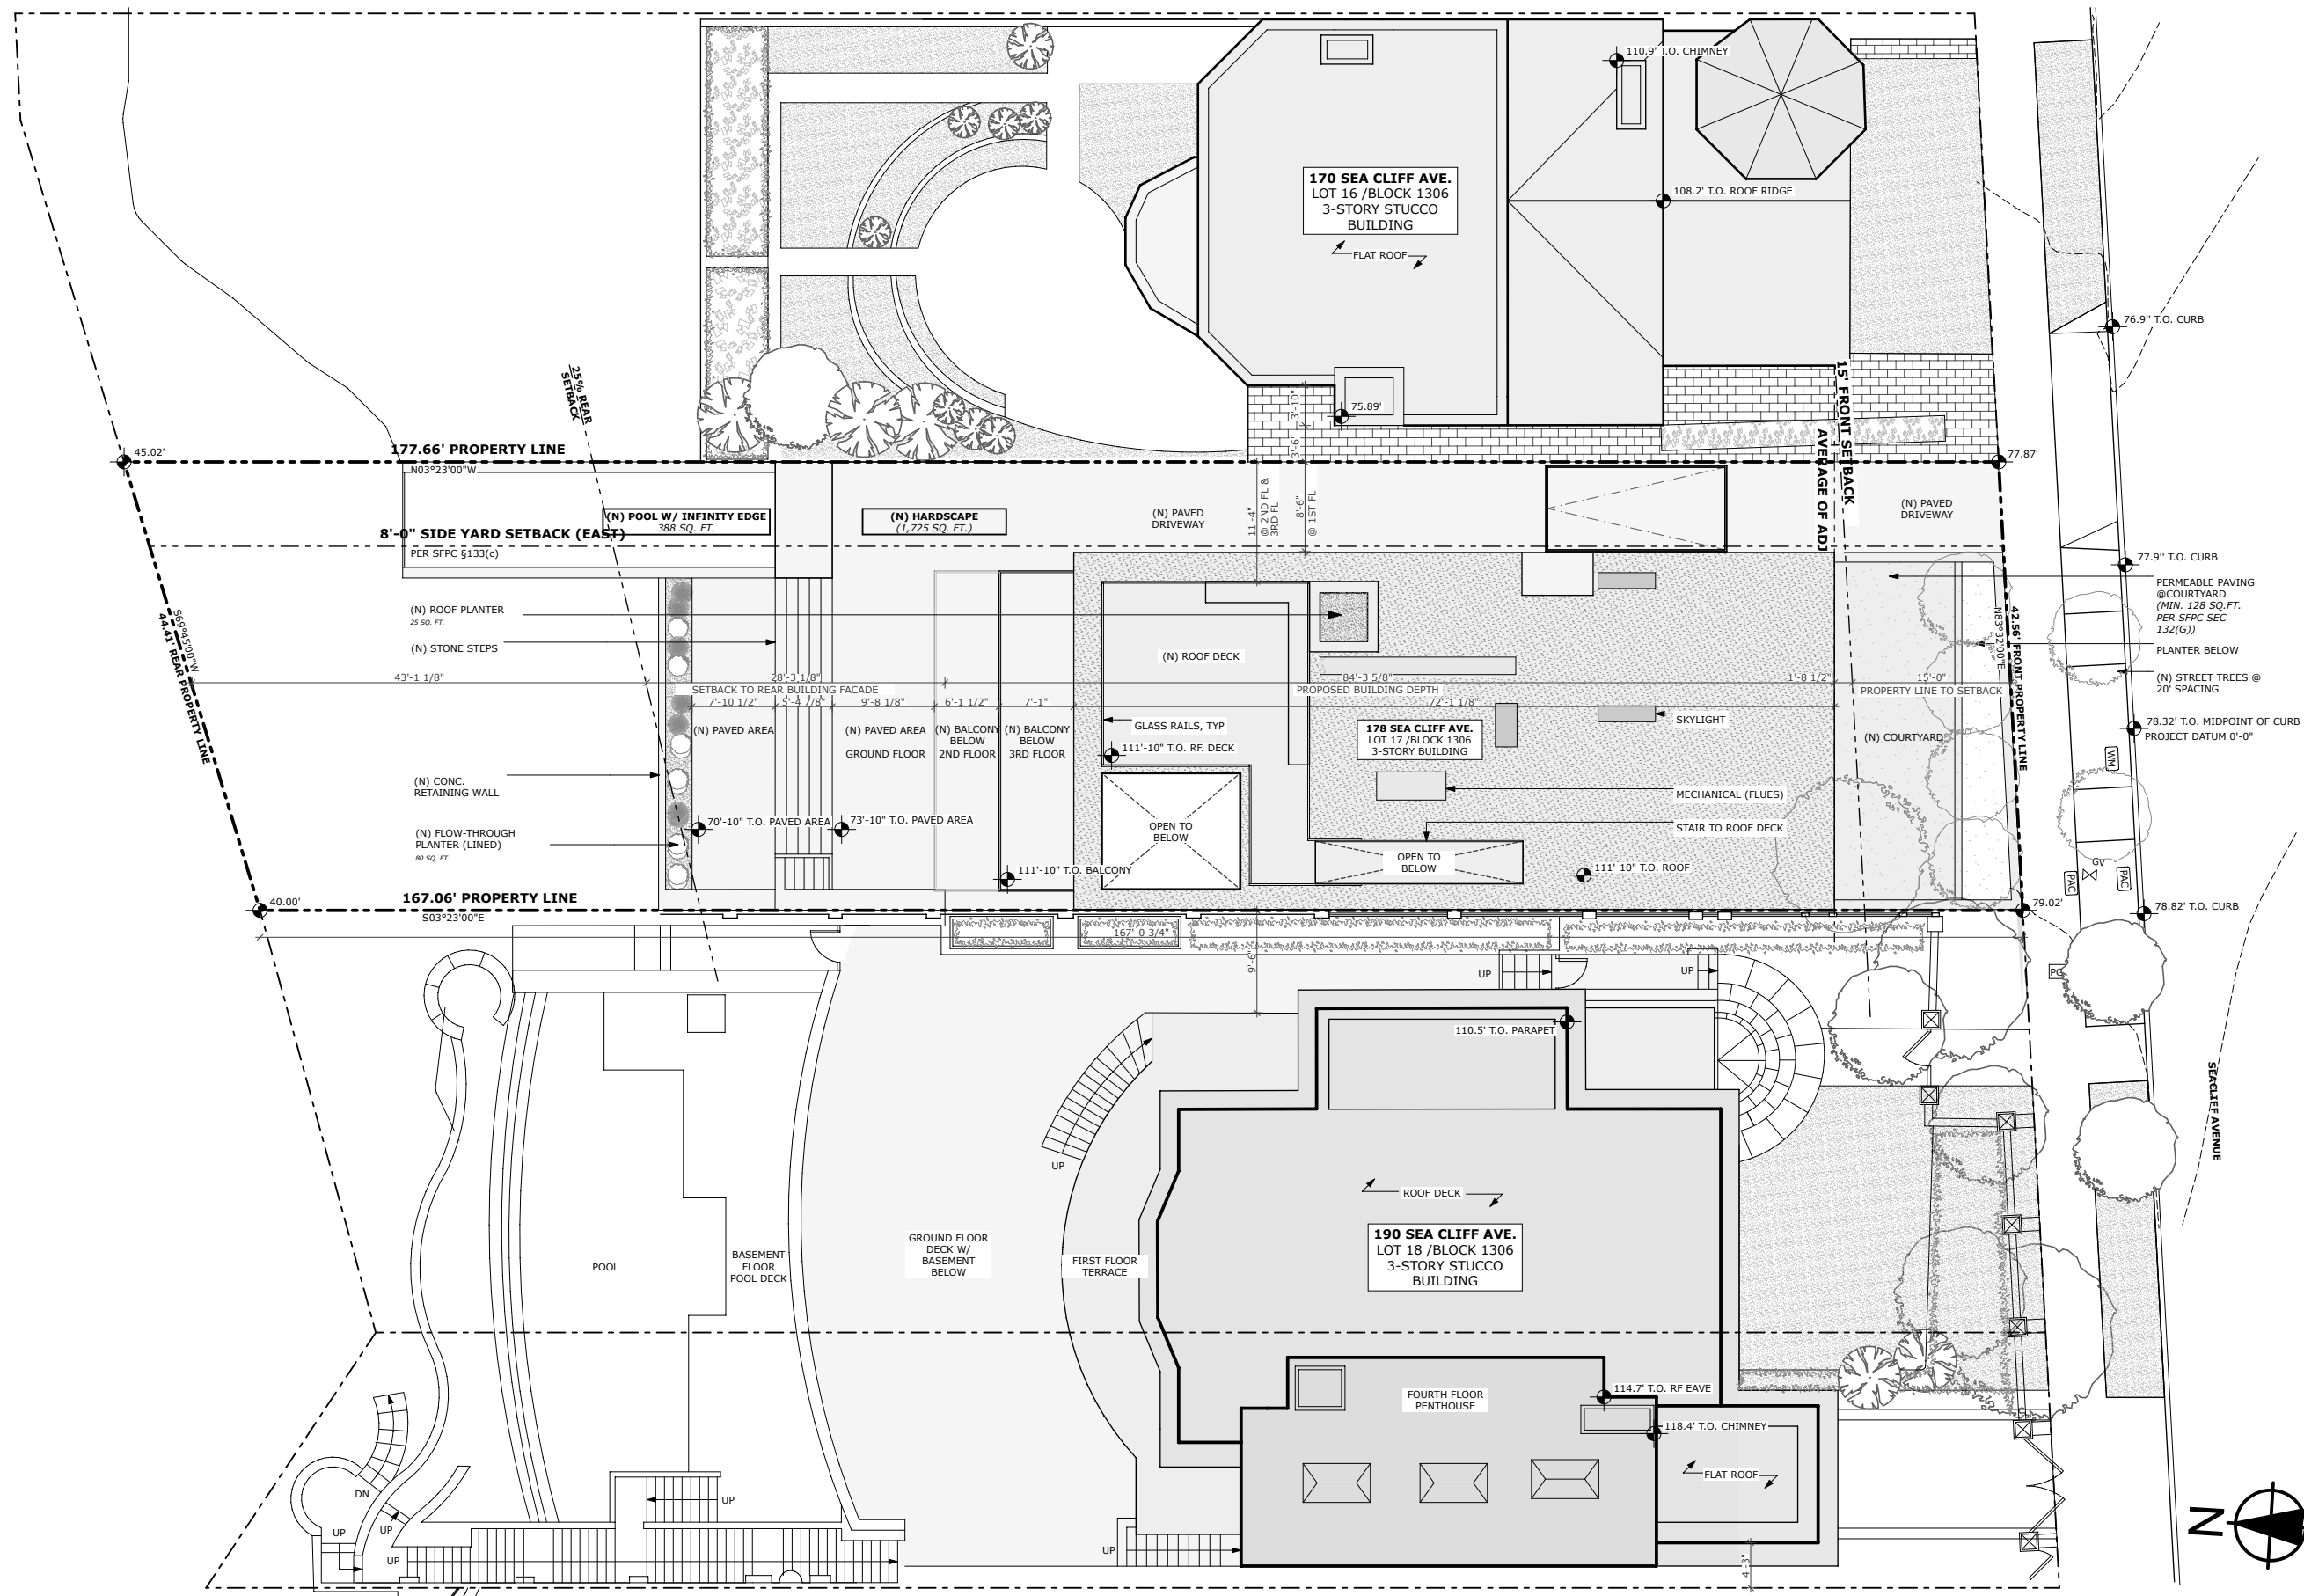 110.9' T.O. CHIMNEY
170 SEA CLIFF AVE.
LOT 16 /BLOCK 1306
3-STORY STUCCO
BUILDING
108.2' T.O. ROOF RIDGE
FLAT ROOF
76.9" T.O. CURB
25% REAR
SETBACK
15' FRONT SETBACK
AVERAGE OF ADJ
3'-10"
75.89'
3'-6"
45.02'
177.66' PROPERTY LINE
N03°23'00"W
77.87'
(N) POOL W/ INFINITY EDGE
388 SQ. FT.
(N) HARDSCAPE
(1,725 SQ. FT.)
(N) PAVED
DRIVEWAY
11'-4"
@ 2ND FL &
3RD FL
8'-6"
@ 1ST FL
(N) PAVED
DRIVEWAY
8'-0" SIDE YARD SETBACK (EAST)
PER SFPC §133(c)
77.9" T.O. CURB
PERMEABLE PAVING
@COURTYARD
(MIN. 128 SQ.FT.
PER SFPC SEC
132(G))
PLANTER BELOW
(N) STREET TREES @
20' SPACING
(N) ROOF PLANTER
25 SQ. FT.
(N) STONE STEPS
S69°45'00"W
44.41' REAR PROPERTY LINE
N83°32'00"E
42.56' FRONT PROPERTY LINE
(N) ROOF DECK
43'-1 1/8"
28'-3 1/8"
SETBACK TO REAR BUILDING FACADE
84'-3 5/8"
PROPOSED BUILDING DEPTH
1'-8 1/2"
15'-0"
PROPERTY LINE TO SETBACK
7'-10 1/2"
5'-4 7/8"
9'-8 1/8"
6'-1 1/2"
7'-1"
72'-1 1/8"
(N) PAVED AREA
(N) PAVED AREA
GROUND FLOOR
(N) BALCONY
BELOW
2ND FLOOR
(N) BALCONY
BELOW
3RD FLOOR
GLASS RAILS, TYP
111'-10" T.O. RF. DECK
178 SEA CLIFF AVE.
LOT 17 /BLOCK 1306
3-STORY BUILDING
SKYLIGHT
(N) COURTYARD
78.32' T.O. MIDPOINT OF CURB
PROJECT DATUM 0'-0"
WM
(N) CONC.
RETAINING WALL
MECHANICAL (FLUES)
(N) FLOW-THROUGH
PLANTER (LINED)
80 SQ. FT.
70'-10" T.O. PAVED AREA
73'-10" T.O. PAVED AREA
OPEN TO
BELOW
STAIR TO ROOF DECK
OPEN TO
BELOW
111'-10" T.O. BALCONY
111'-10" T.O. ROOF
GV
PAC
PAC
40.00'
167.06' PROPERTY LINE
S03°23'00"E
79.02'
78.82' T.O. CURB
167'-0 3/4"
9'-6"
UP
UP
PG
110.5' T.O. PARAPET
SEACLIFF AVENUE
UP
ROOF DECK
190 SEA CLIFF AVE.
LOT 18 /BLOCK 1306
3-STORY STUCCO
BUILDING
POOL
BASEMENT
FLOOR
POOL DECK
GROUND FLOOR
DECK W/
BASEMENT
BELOW
FIRST FLOOR
TERRACE
FOURTH FLOOR
PENTHOUSE
114.7' T.O. RF EAVE
118.4' T.O. CHIMNEY
FLAT ROOF
DN
UP
UP
UP
UP
UP
4'-3"
N